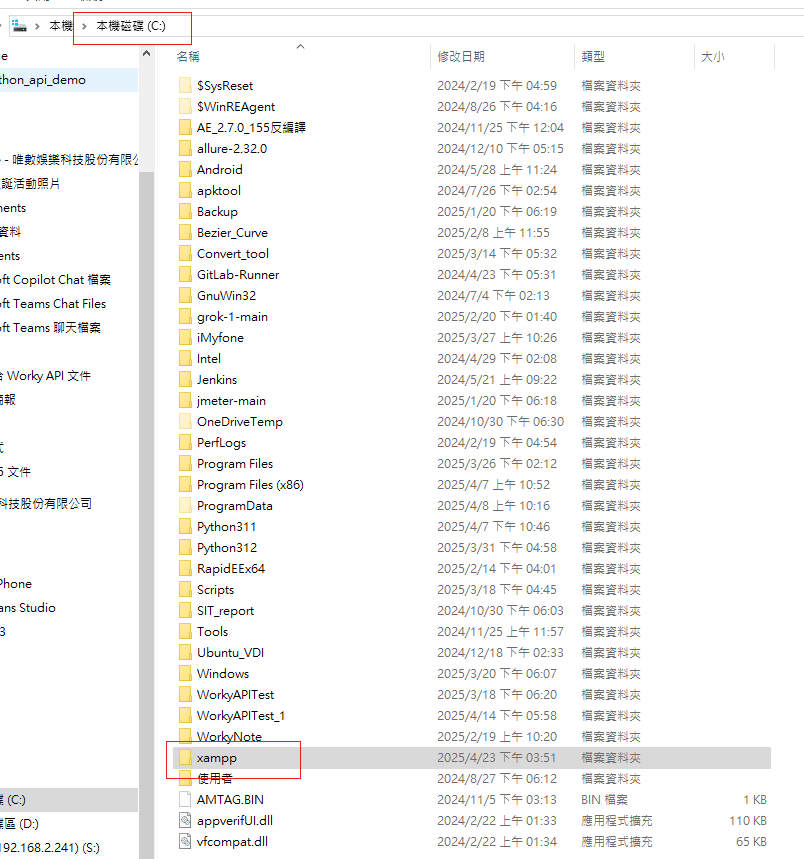 本機 > 本機磁碟 (C:)
名稱 修改日期 類型 大小
$SysReset 2024/2/19 下午 04:59 檔案資料夾
$WinREAgent 2024/8/26 下午 04:16 檔案資料夾
AE_2.7.0_155反編譯 2024/11/25 下午 12:04 檔案資料夾
allure-2.32.0 2024/12/10 下午 05:15 檔案資料夾
Android 2024/5/28 上午 11:24 檔案資料夾
apktool 2024/7/26 下午 02:54 檔案資料夾
Backup 2025/1/20 下午 06:19 檔案資料夾
Bezier_Curve 2025/2/8 上午 11:55 檔案資料夾
Convert_tool 2025/3/14 下午 05:32 檔案資料夾
GitLab-Runner 2024/4/23 下午 05:31 檔案資料夾
GnuWin32 2024/7/4 下午 02:13 檔案資料夾
grok-1-main 2025/2/20 下午 01:40 檔案資料夾
iMyfone 2025/3/27 上午 10:26 檔案資料夾
Intel 2024/4/29 下午 02:08 檔案資料夾
Jenkins 2024/5/21 上午 09:22 檔案資料夾
jmeter-main 2025/1/20 下午 06:18 檔案資料夾
OneDriveTemp 2024/10/30 下午 06:30 檔案資料夾
PerfLogs 2024/2/19 下午 04:54 檔案資料夾
Program Files 2025/3/26 下午 02:12 檔案資料夾
Program Files (x86) 2025/4/7 上午 10:52 檔案資料夾
ProgramData 2025/4/8 上午 10:16 檔案資料夾
Python311 2025/4/7 上午 10:46 檔案資料夾
Python312 2025/3/31 下午 04:58 檔案資料夾
RapidEEx64 2025/2/14 下午 04:01 檔案資料夾
Scripts 2025/3/18 下午 04:45 檔案資料夾
SIT_report 2024/10/30 下午 06:03 檔案資料夾
Tools 2024/11/25 上午 11:57 檔案資料夾
Ubuntu_VDI 2024/12/18 下午 02:33 檔案資料夾
Windows 2025/3/20 下午 06:07 檔案資料夾
WorkyAPITest 2025/3/18 下午 06:20 檔案資料夾
WorkyAPITest_1 2025/4/14 下午 05:58 檔案資料夾
WorkyNote 2025/2/19 上午 10:20 檔案資料夾
xampp 2025/4/23 下午 03:51 檔案資料夾
使用者 2024/8/27 下午 06:12 檔案資料夾
AMTAG.BIN 2024/11/5 下午 03:13 BIN 檔案 1 KB
appverifUI.dll 2024/2/22 上午 01:33 應用程式擴充 110 KB
vfcompat.dll 2024/2/22 上午 01:34 應用程式擴充 65 KB
e
thon_api_demo
- 唯數娛樂科技股份有限公
誕活動照片
ments
資料
ents
oft Copilot Chat 檔案
oft Teams Chat Files
oft Teams 聊天檔案
Worky API 文件
簡報
式
5 文件
科技股份有限公司
Phone
ans Studio
3
(C:)
區 (D:)
192.168.2.241) (S:)